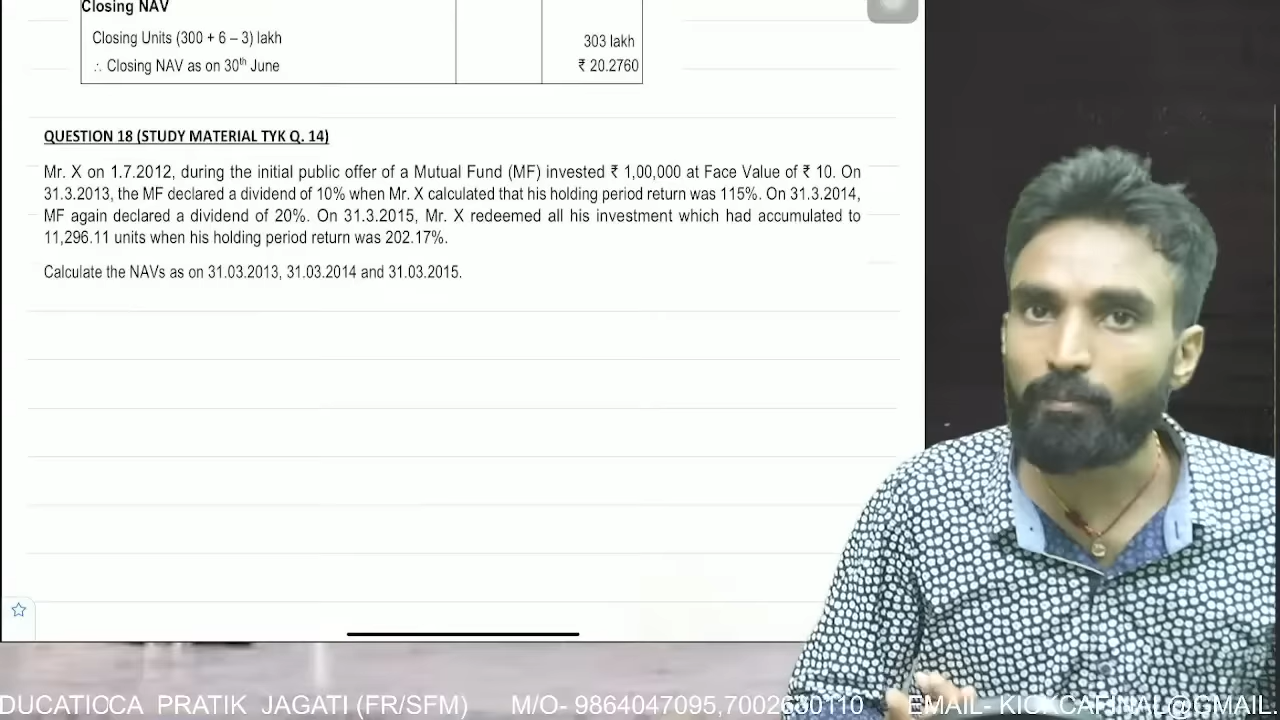 Closing NAV
Closing Units (300 + 6 – 3) lakh 303 lakh
∴ Closing NAV as on 30th June ₹ 20.2760
QUESTION 18 (STUDY MATERIAL TYK Q. 14)
Mr. X on 1.7.2012, during the initial public offer of a Mutual Fund (MF) invested ₹ 1,00,000 at Face Value of ₹ 10. On
31.3.2013, the MF declared a dividend of 10% when Mr. X calculated that his holding period return was 115%. On 31.3.2014,
MF again declared a dividend of 20%. On 31.3.2015, Mr. X redeemed all his investment which had accumulated to
11,296.11 units when his holding period return was 202.17%.
Calculate the NAVs as on 31.03.2013, 31.03.2014 and 31.03.2015.
DUCATIOCA PRATIK JAGATI (FR/SFM) M/O- 9864047095,7002630110 EMAIL- KICKCAFINAL@GMAIL.